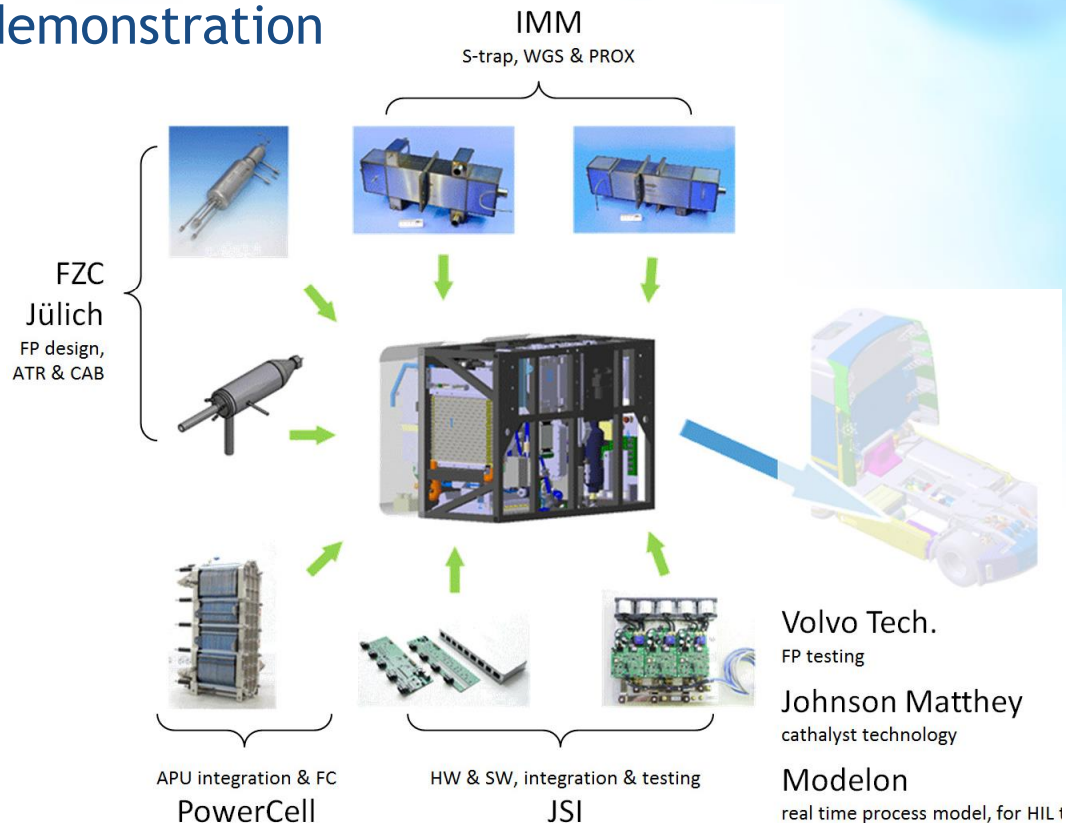 demonstration
IMM
S-trap, WGS & PROX
FZC
Jülich
FP design,
ATR & CAB
Volvo Tech.
FP testing
Johnson Matthey
cathalyst technology
Modelon
real time process model, for HIL
APU integration & FC
PowerCell
HW & SW, integration & testing
JSI